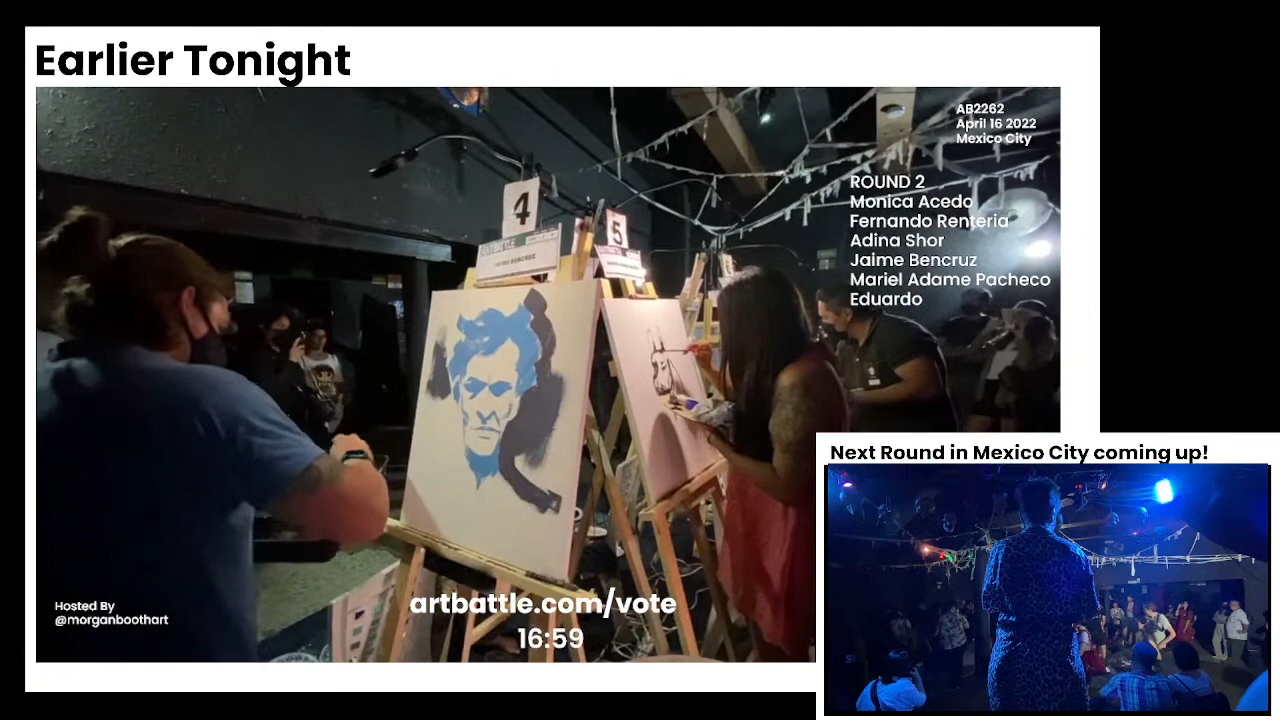 Earlier Tonight
AB2262
April 16 2022
Mexico City
ROUND 2
Monica Acedo
Fernando Renteria
Adina Shor
Jaime Bencruz
Mariel Adame Pacheco
Eduardo
4
5
ARTBATTLE
Next Round in Mexico City coming up!
Hosted By
@morganboothart
artbattle.com/vote
16:59